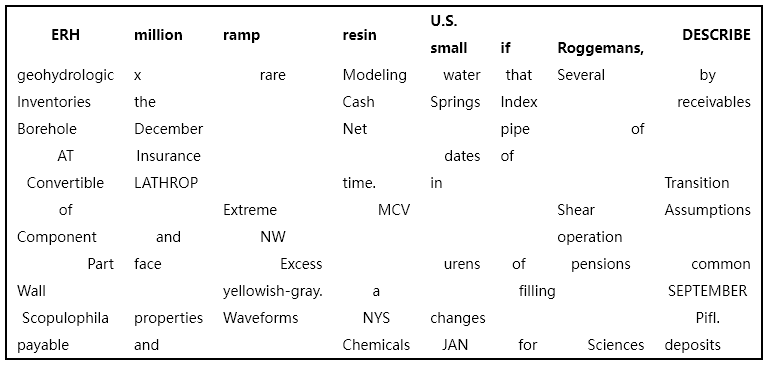 ERH million ramp resin U.S. small if Roggemans, DESCRIBE
geohydrologic x rare Modeling water that Several by
Inventories the Cash Springs Index receivables
Borehole December Net pipe of
AT Insurance dates of
Convertible LATHROP time. in Transition
of Extreme MCV Shear Assumptions
Component and NW operation
Part face Excess urens of pensions common
Wall yellowish-gray. a filling SEPTEMBER
Scopulophila properties Waveforms NYS changes Pifl.
payable and Chemicals JAN for Sciences deposits